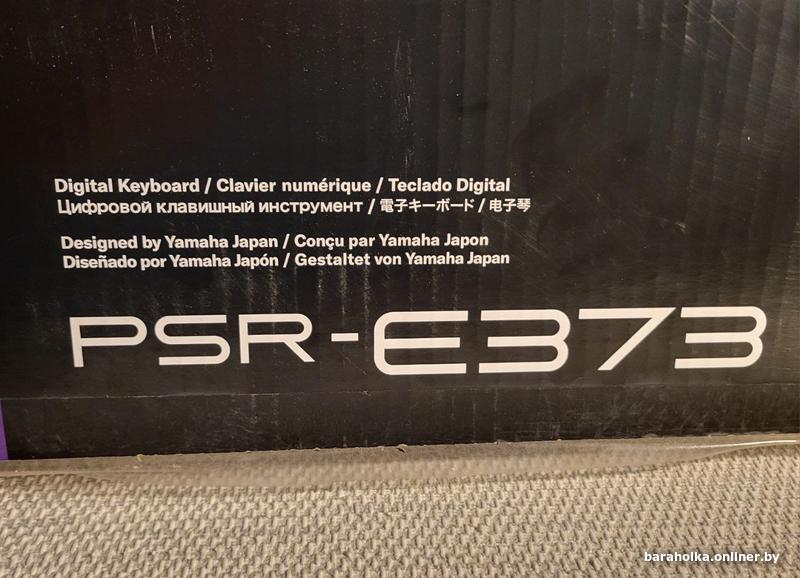 Digital Keyboard / Clavier numérique / Teclado Digital
Цифровой клавишный инструмент / 電子キーボード / 电子琴
Designed by Yamaha Japan / Conçu par Yamaha Japon
Diseñado por Yamaha Japón / Gestaltet von Yamaha Japan
PSR-E373
baraholka.onliner.by